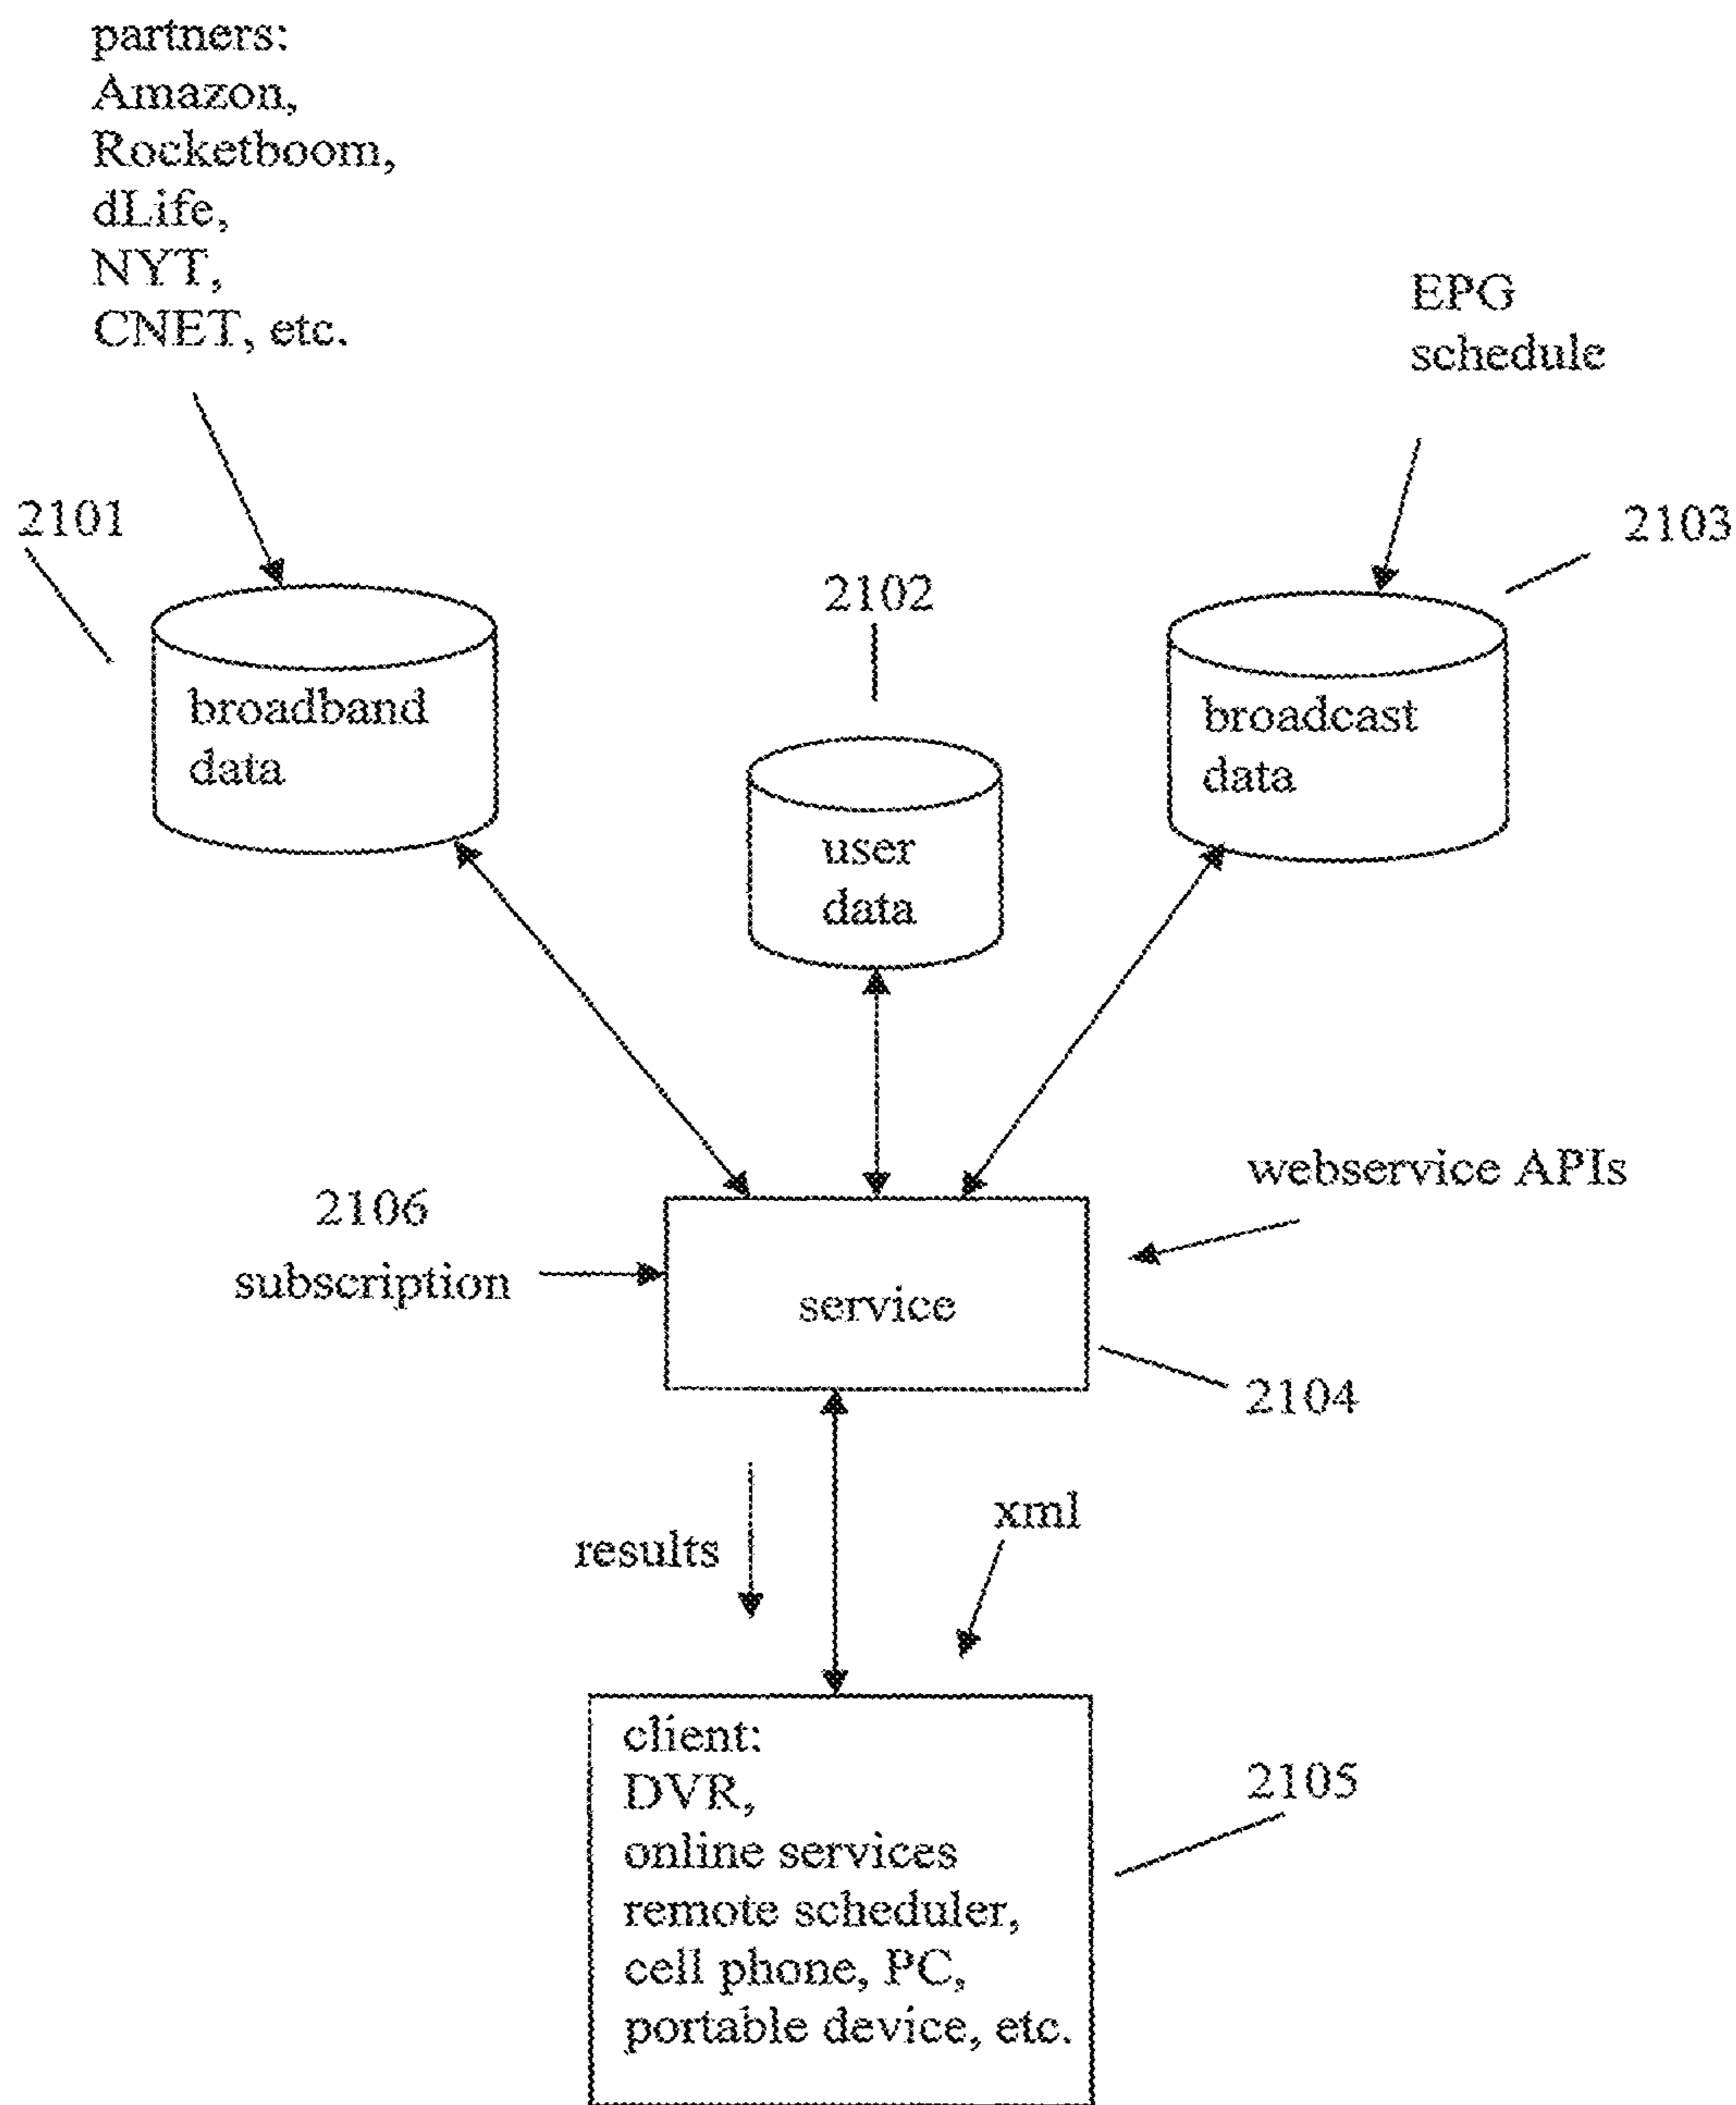 partners:
Amazon,
Rocketboom,
dLife,
NYT,
CNET, etc.
EPG
schedule
2101
2103
2102
broadband
data
broadcast
data
user
data
webservice APIs
2106
subscription
service
2104
results
xml
client:
DVR,
online services
remote scheduler,
cell phone, PC,
portable device, etc.
2105